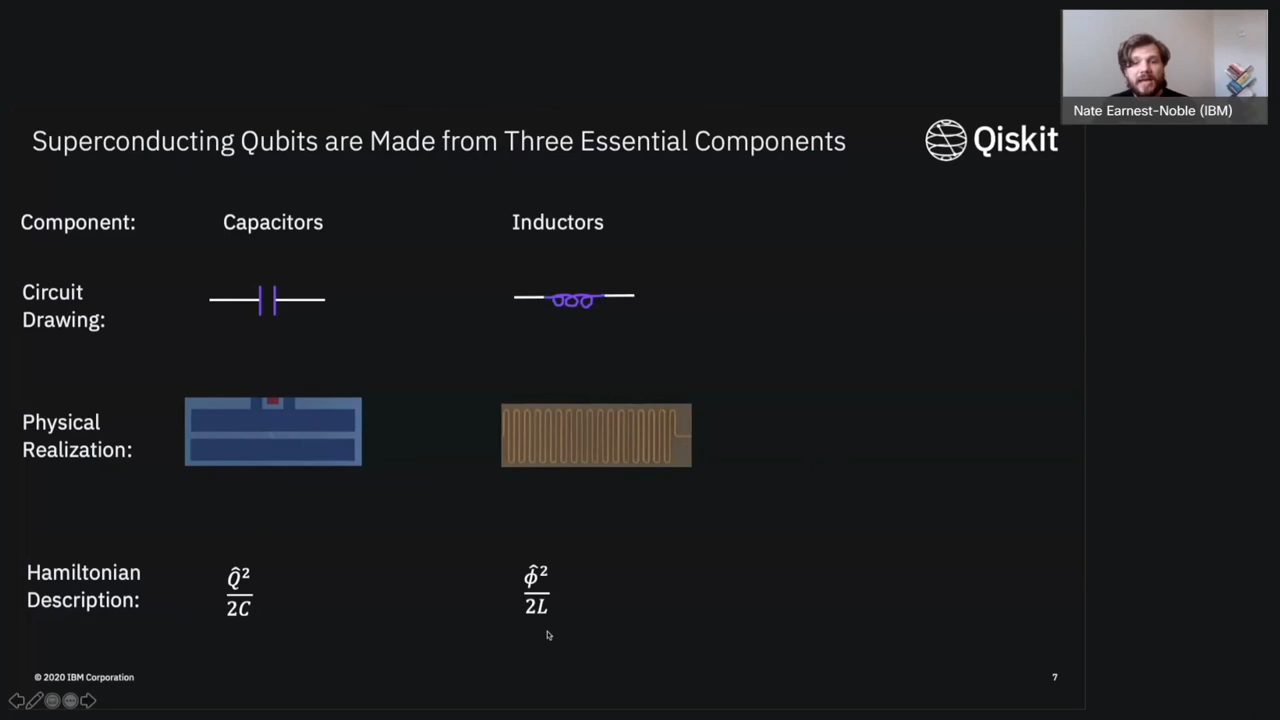 Nate Earnest-Noble (IBM)
Superconducting Qubits are Made from Three Essential Components
Qiskit
Component: Capacitors Inductors
Circuit
Drawing:
Physical
Realization:
Hamiltonian
Description:
Q̂²
2C
ϕ̂²
2L
© 2020 IBM Corporation
7